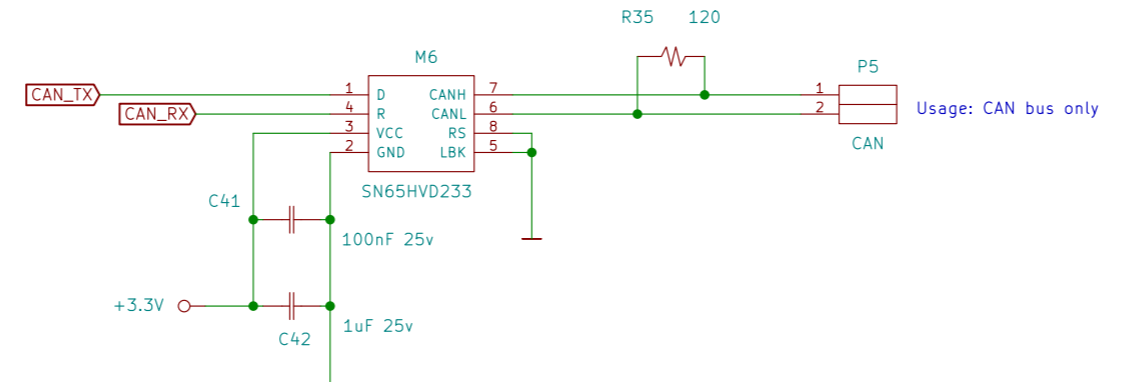 R35 120
M6
P5
CAN_TX
1 D CANH 7
1
CAN_RX
4 R CANL 6
2
Usage: CAN bus only
3 VCC RS 8
2 GND LBK 5
CAN
SN65HVD233
C41
100nF 25v
+3.3V
1uF 25v
C42